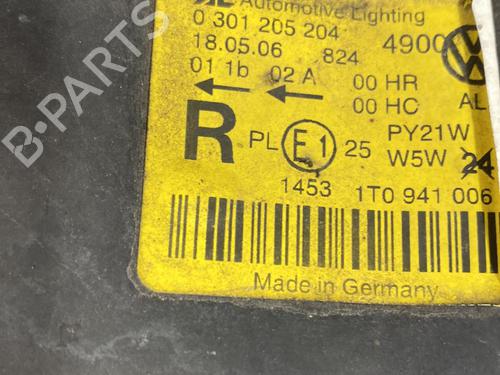 Automotive Lighting
0 301 205 204
18.05.06 824 4900
01 1b 02 A 00 HR
00 HC AL
R PL E1 25 PY21W
W5W 24
1453 1T0 941 006
Made in Germany
B-PARTS